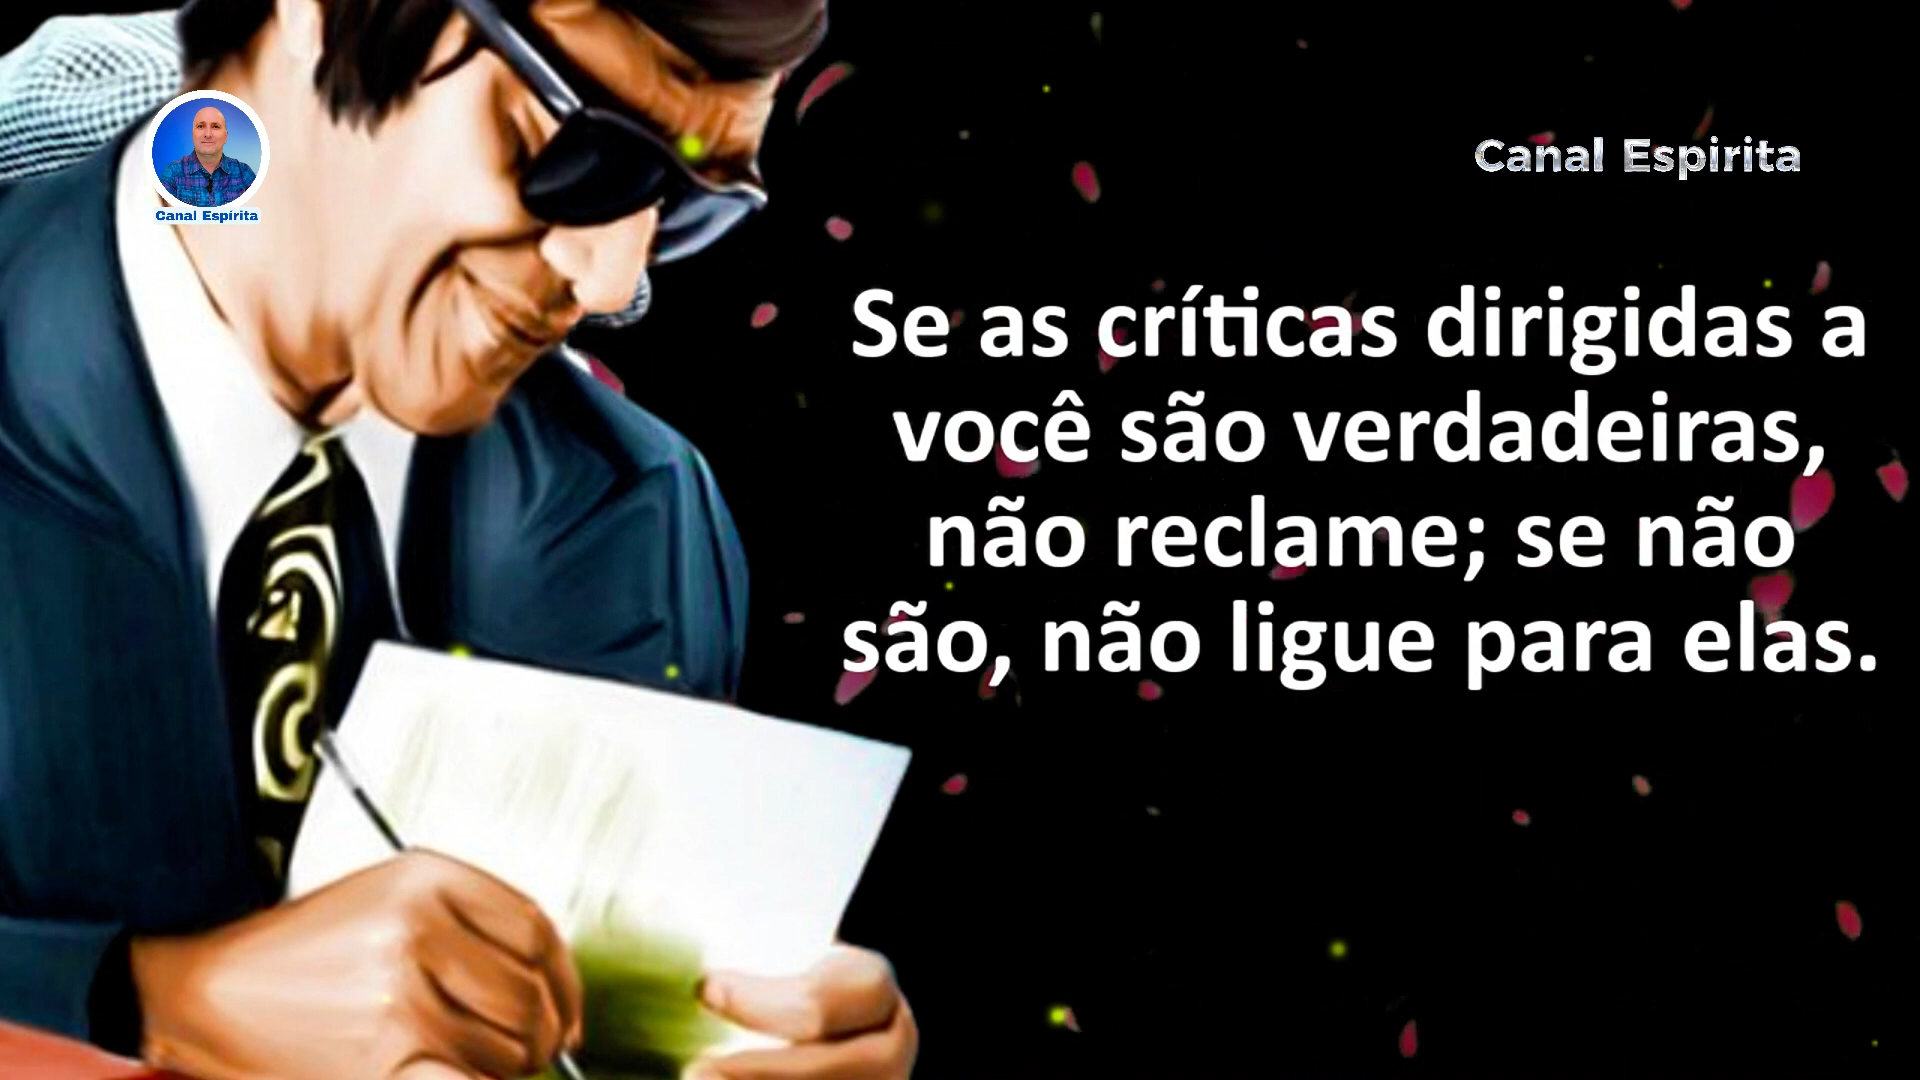 Canal Espírita
Canal Espirita
Se as críticas dirigidas a
você são verdadeiras,
não reclame; se não
são, não ligue para elas.